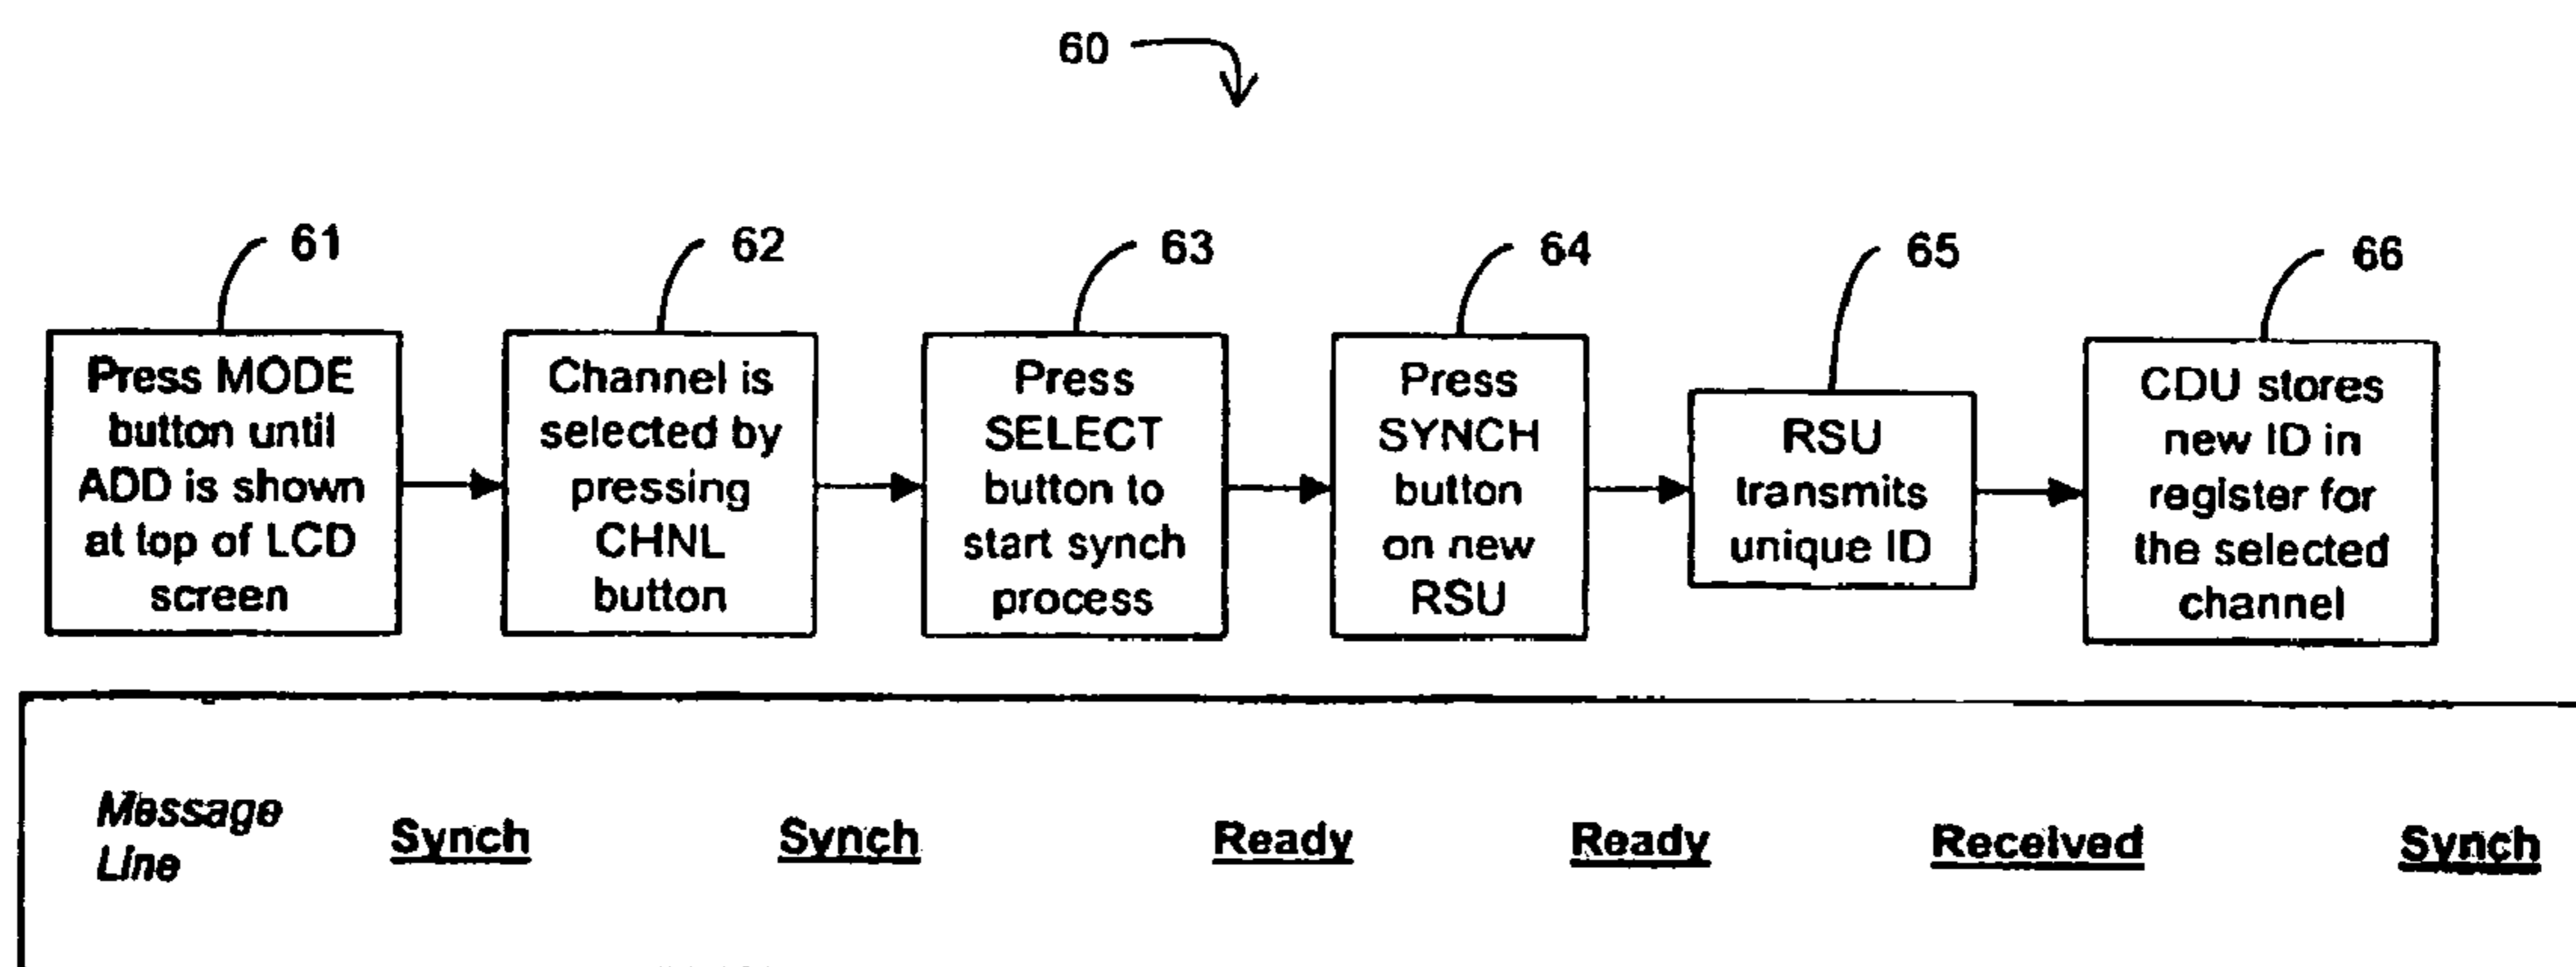 60
61
62
63
64
65
66
Press MODE
button until
ADD is shown
at top of LCD
screen
Channel is
selected by
pressing
CHNL
button
Press
SELECT
button to
start synch
process
Press
SYNCH
button
on new
RSU
RSU
transmits
unique ID
CDU stores
new ID in
register for
the selected
channel
Message
Line
Synch
Synch
Ready
Ready
Received
Synch